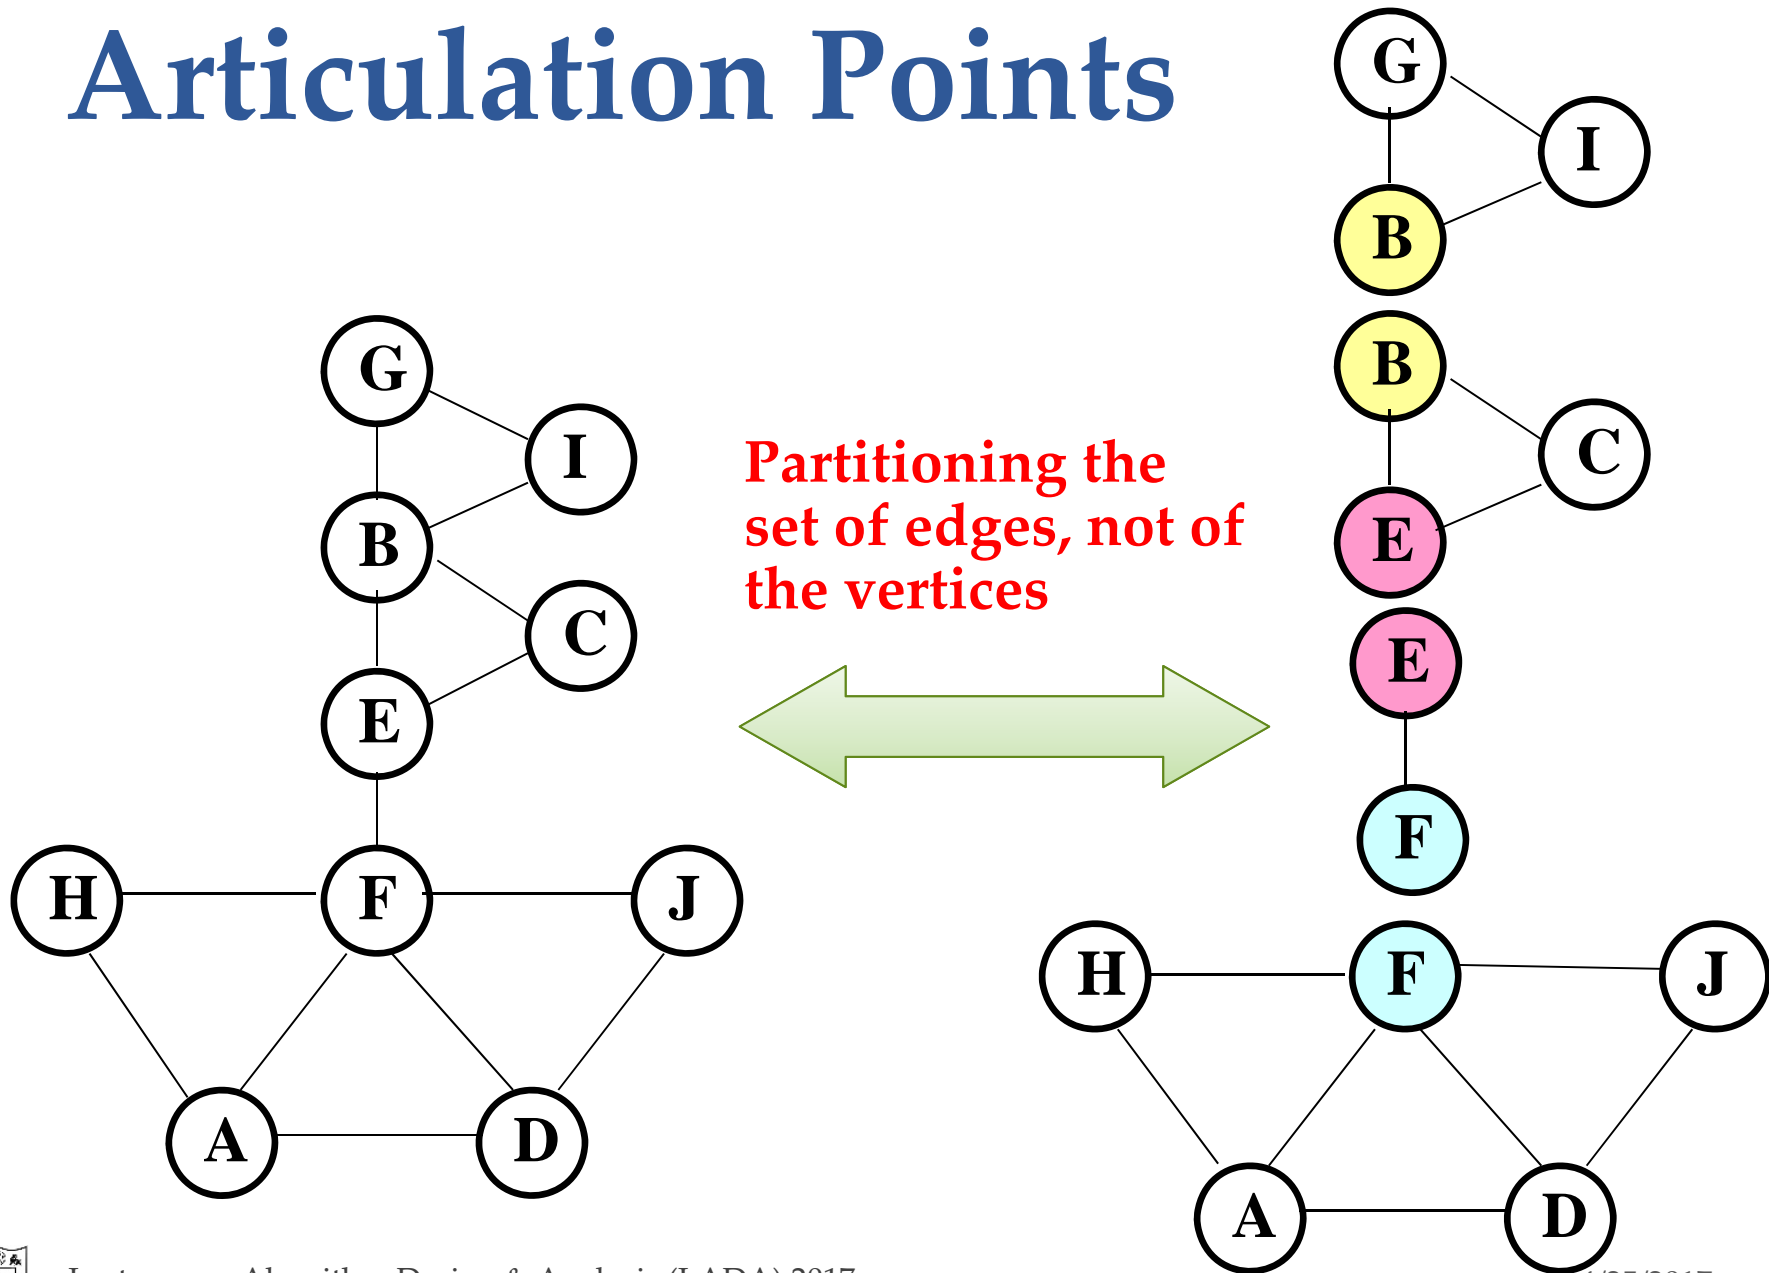 Articulation Points
G
I
B
C
E
F
H
J
A
D
Partitioning the
set of edges, not of
the vertices
G
I
B
B
C
E
E
F
H
F
J
A
D